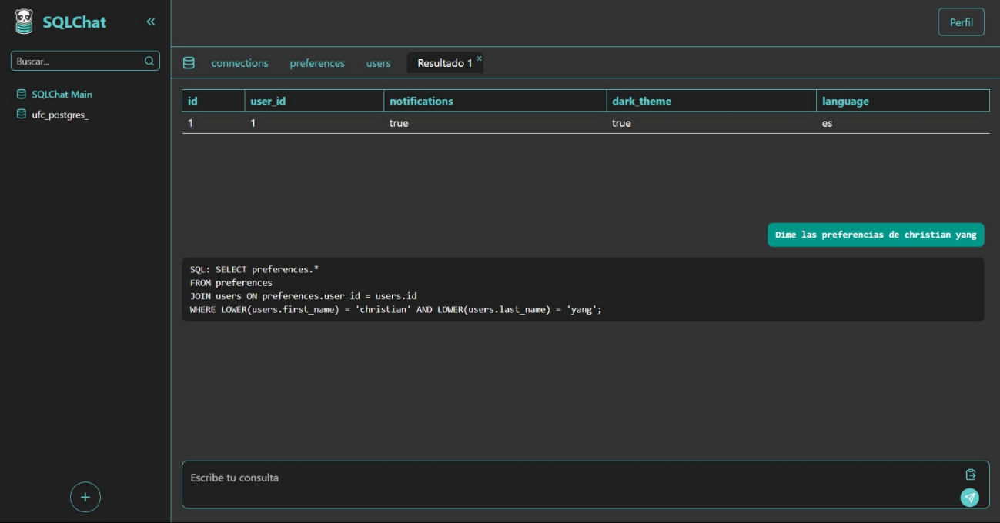 SQLChat
«
Perfil
Buscar...
connections preferences users Resultado 1 ×
SQLChat Main
ufc_postgres_
id user_id notifications dark_theme language
1 1 true true es
Dime las preferencias de christian yang
SQL: SELECT preferences.*
FROM preferences
JOIN users ON preferences.user_id = users.id
WHERE LOWER(users.first_name) = 'christian' AND LOWER(users.last_name) = 'yang';
Escribe tu consulta
+